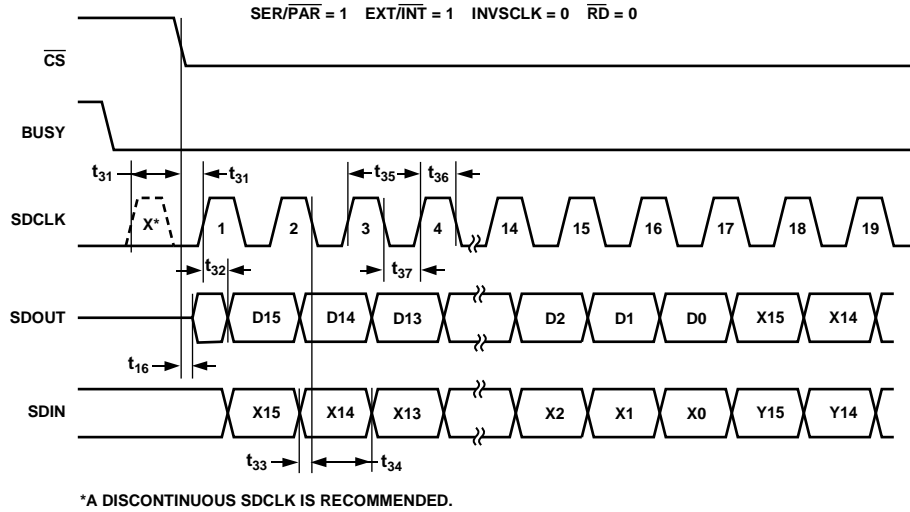 SER/PAR = 1 EXT/INT = 1 INVSCLK = 0 RD = 0
CS
BUSY
t31 t31 t35 t36
SDCLK X* 1 2 3 4 14 15 16 17 18 19
t32 t37
SDOUT D15 D14 D13 D2 D1 D0 X15 X14
t16
SDIN X15 X14 X13 X2 X1 X0 Y15 Y14
t33 t34
*A DISCONTINUOUS SDCLK IS RECOMMENDED.